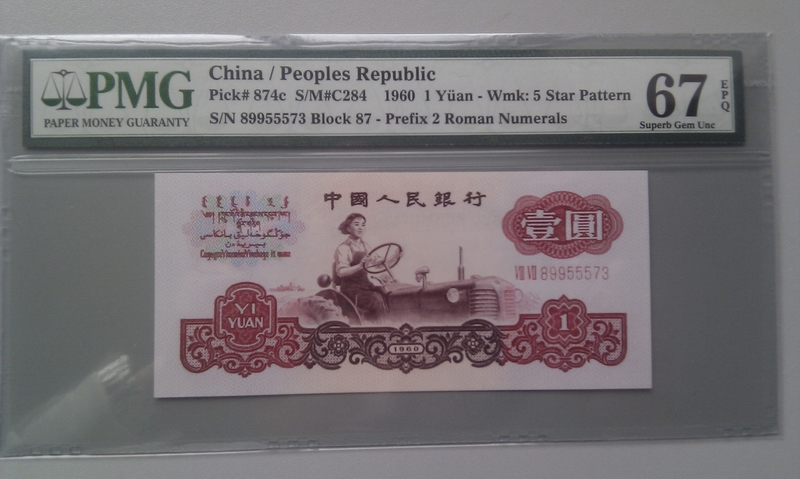 PMG
PAPER MONEY GUARANTY
China / Peoples Republic
Pick# 874c S/M#C284 1960 1 Yüan - Wmk: 5 Star Pattern
S/N 89955573 Block 87 - Prefix 2 Roman Numerals
67
EPQ
Superb Gem Unc
中國人民銀行
壹圓
VIII VII 89955573
YI
YUAN
1960
1